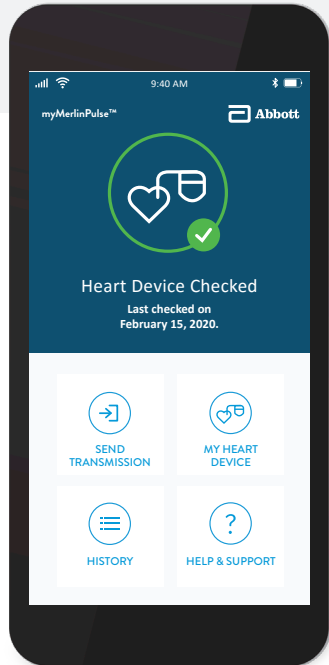 9:40 AM
myMerlinPulse™
Abbott
Heart Device Checked
Last checked on
February 15, 2020.
SEND
TRANSMISSION
MY HEART
DEVICE
HISTORY
?
HELP & SUPPORT